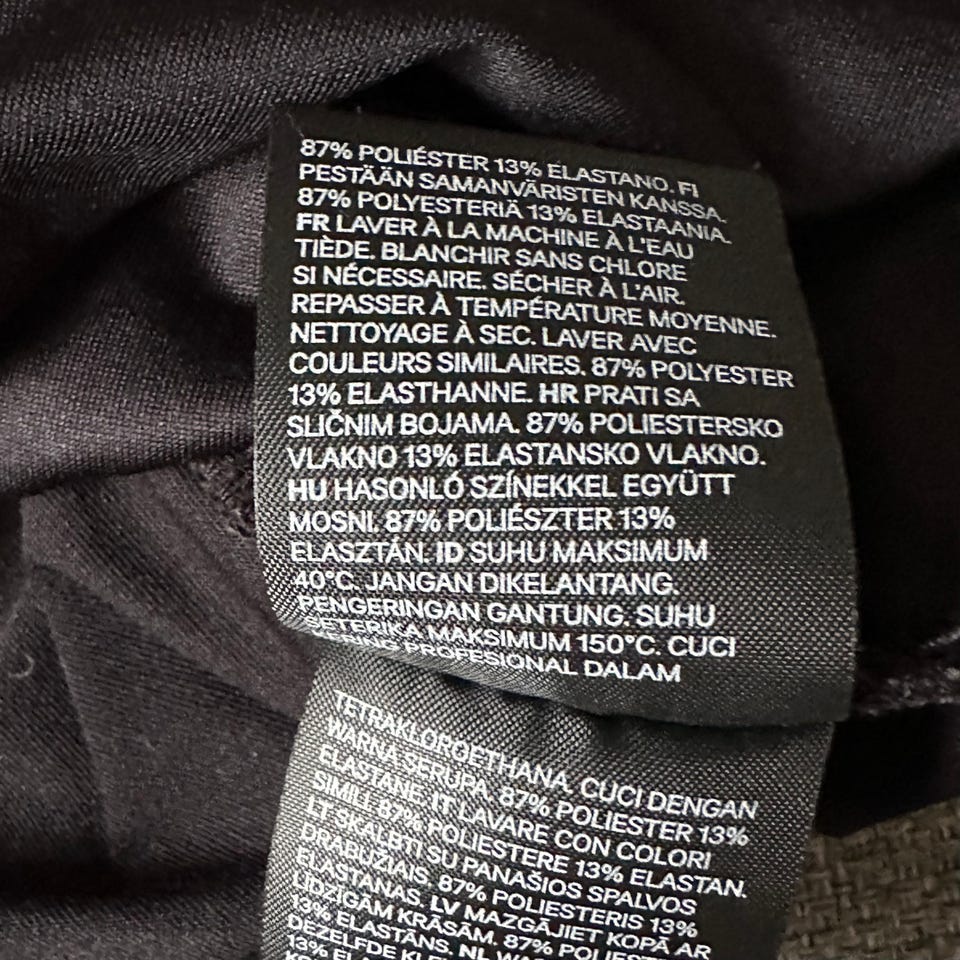 87% POLIÉSTER 13% ELASTANO. FI
PESTÄÄN SAMANVÄRISTEN KANSSA.
87% POLYESTERIÄ 13% ELASTAANIA.
FR LAVER À LA MACHINE À L'EAU
TIÈDE. BLANCHIR SANS CHLORE
SI NÉCESSAIRE. SÉCHER À L'AIR.
REPASSER À TEMPÉRATURE MOYENNE.
NETTOYAGE À SEC. LAVER AVEC
COULEURS SIMILAIRES. 87% POLYESTER
13% ELASTHANNE. HR PRATI SA
SLIČNIM BOJAMA. 87% POLIESTERSKO
VLAKNO 13% ELASTANSKO VLAKNO.
HU HASONLÓ SZÍNEKKEL EGYÜTT
MOSNI. 87% POLIÉSZTER 13%
ELASZTÁN. ID SUHU MAKSIMUM
40°C. JANGAN DIKELANTANG.
PENGERINGAN GANTUNG. SUHU
SETERIKA MAKSIMUM 150°C. CUCI
PROFESIONAL DALAM
TETRAKLOROETHANA. CUCI DENGAN
WARNA SERUPA. 87% POLIESTER 13%
ELASTANE. IT LAVARE CON COLORI
SIMILI. 87% POLIESTERE 13% ELASTAN.
LT SKALBTI SU PANAŠIOS SPALVOS
DRABUŽIAIS. 87% POLIESTERIS 13%
ELASTANAS. LV MAZGĀJIET KOPĀ AR
LĪDZĪGĀM KRĀSĀM. 87% POLIESTERS
13% ELASTĀNS. NL
DEZELFDE
13%